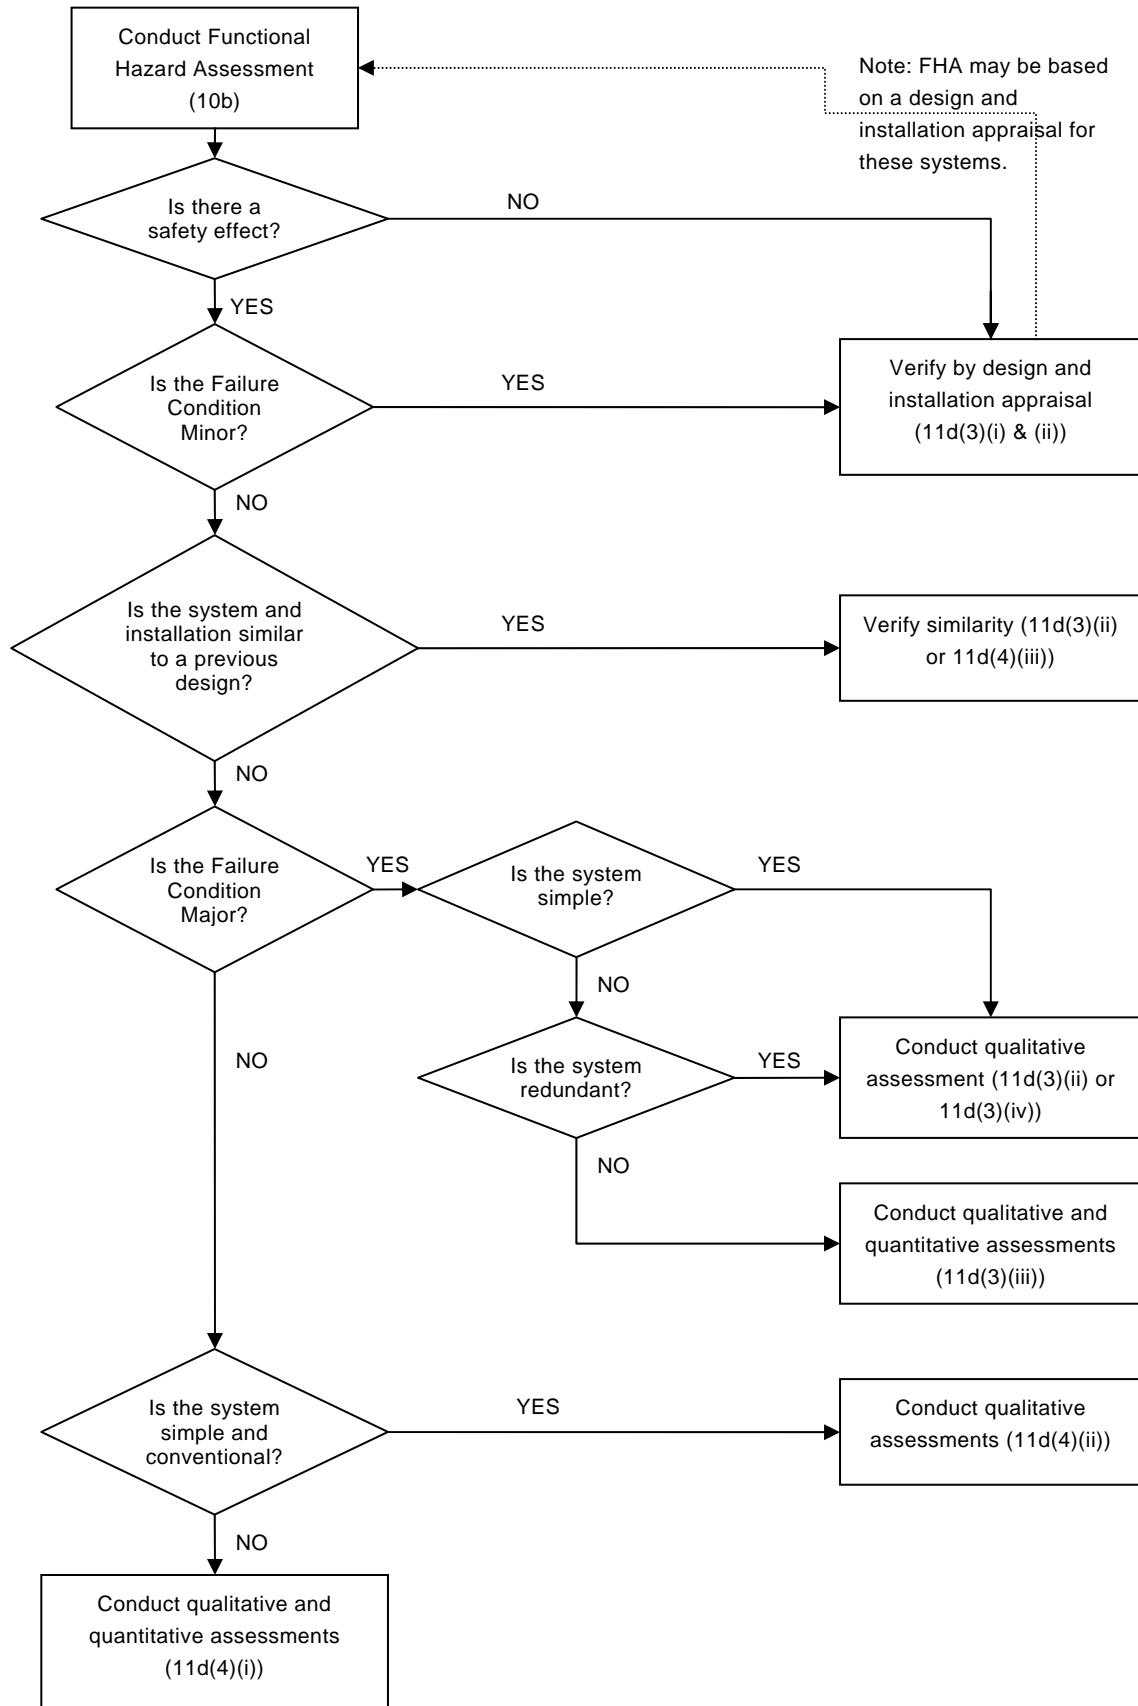 Conduct Functional
Hazard Assessment
(10b)
Note: FHA may be based
on a design and
installation appraisal for
these systems.
Is there a
safety effect?
NO
YES
Is the Failure
Condition
Minor?
YES
Verify by design and
installation appraisal
(11d(3)(i) & (ii))
NO
Is the system and
installation similar
to a previous
design?
YES
Verify similarity (11d(3)(ii)
or 11d(4)(iii))
NO
Is the Failure
Condition
Major?
YES
Is the system
simple?
YES
NO
NO
Is the system
redundant?
YES
Conduct qualitative
assessment (11d(3)(ii) or
11d(3)(iv))
NO
Conduct qualitative and
quantitative assessments
(11d(3)(iii))
Is the system
simple and
conventional?
YES
Conduct qualitative
assessments (11d(4)(ii))
NO
Conduct qualitative and
quantitative assessments
(11d(4)(i))